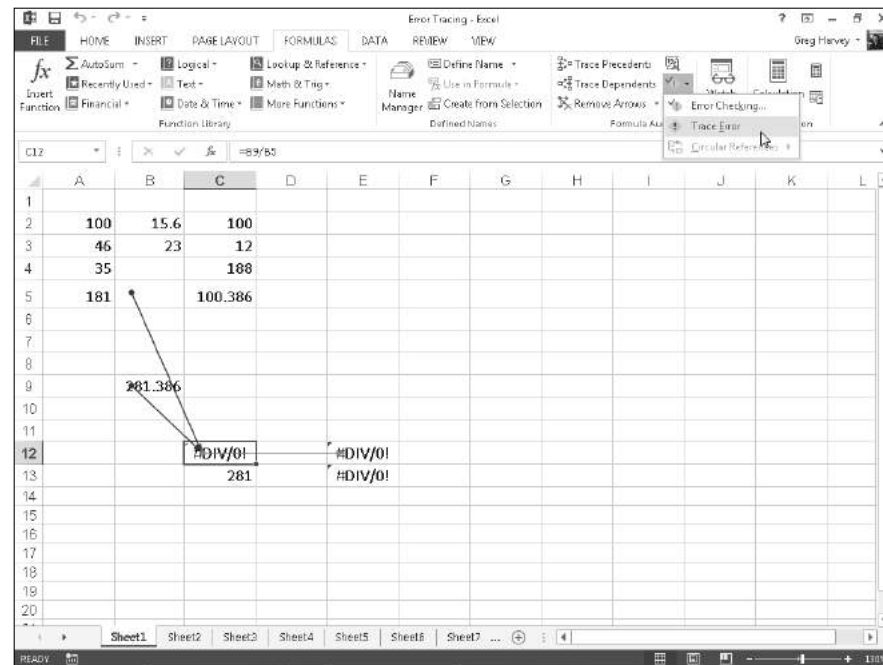 Error Tracing - Excel
FILE HOME INSERT PAGE LAYOUT FORMULAS DATA REVIEW VIEW Greg Harvey
fx Insert Function
AutoSum
Recently Used
Financial
Logical
Text
Date & Time
Lookup & Reference
Math & Trig
More Functions
Function Library
Name Manager
Define Name
Use in Formula
Create from Selection
Defined Names
Trace Precedents
Trace Dependents
Remove Arrows
Formula Au
Error Checking...
Trace Error
Circular References
on
C12 fx =B9/B5
A B C D E F G H I J K L
1
2 100 15.6 100
3 46 23 12
4 35 188
5 181 100.386
6
7
8
9 281.386
10
11
12 #DIV/0! #DIV/0!
13 281 #DIV/0!
14
15
16
17
18
19
20
Sheet1 Sheet2 Sheet3 Sheet4 Sheet5 Sheet6 Sheet7 ...
READY 130%